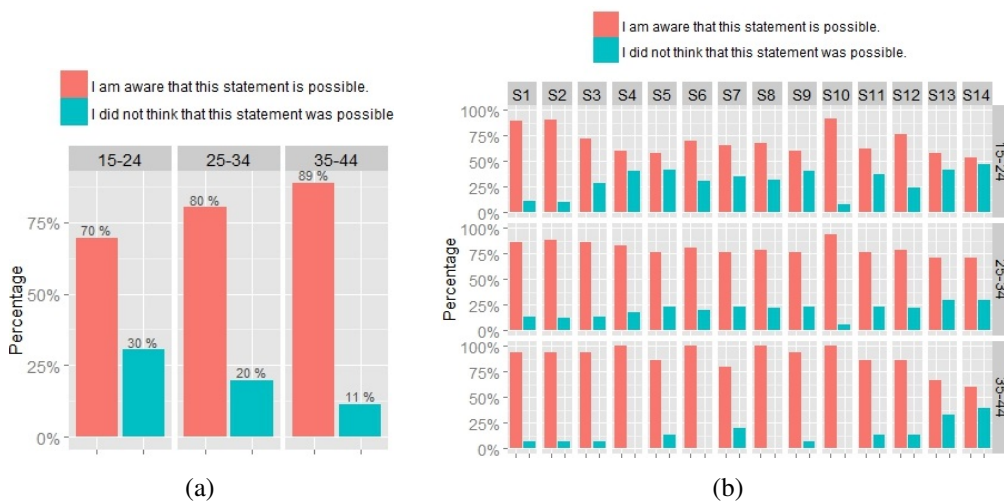 I am aware that this statement is possible.
I did not think that this statement was possible
15-24 25-34 35-44
Percentage
75%
50%
25%
0%
70 %
30 %
80 %
20 %
89 %
11 %
(a)
I am aware that this statement is possible.
I did not think that this statement was possible.
S1 S2 S3 S4 S5 S6 S7 S8 S9 S10 S11 S12 S13 S14
Percentage
100%
75%
50%
25%
0%
15-24
100%
75%
50%
25%
0%
25-34
100%
75%
50%
25%
0%
35-44
(b)